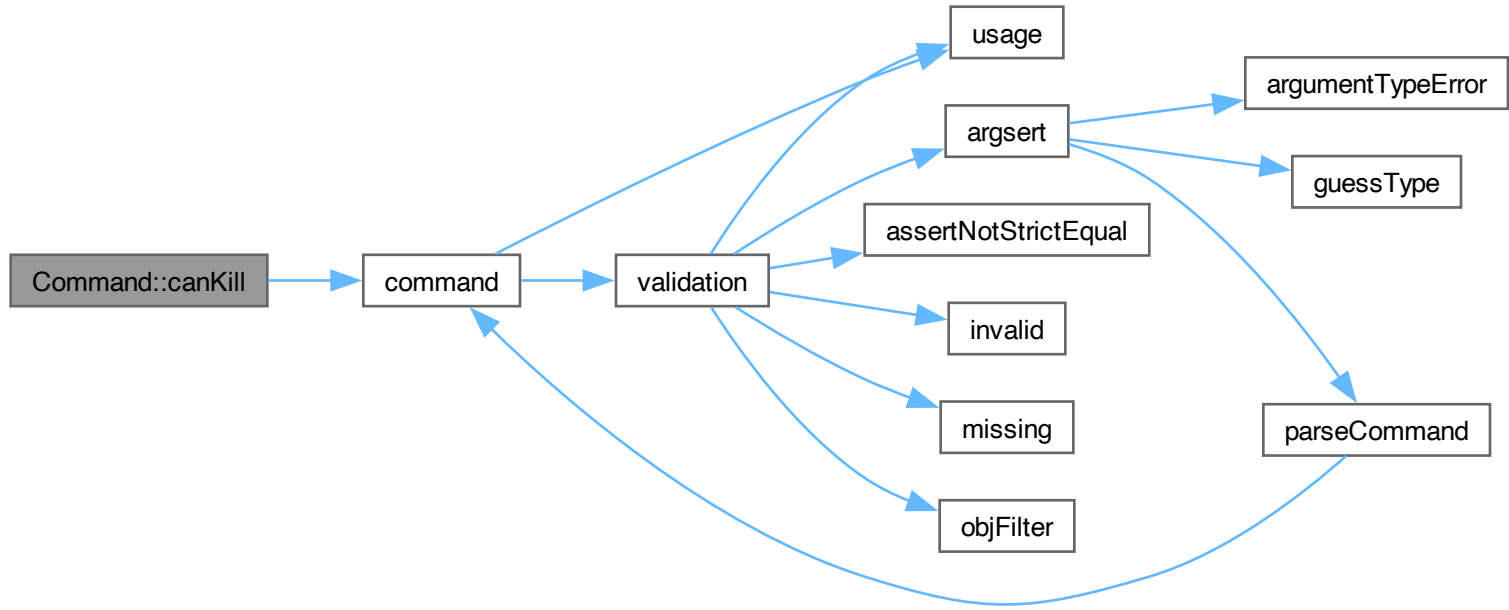 usage
argumentTypeError
argsert
guessType
assertNotStrictEqual
Command::canKill
command
validation
invalid
missing
parseCommand
objFilter